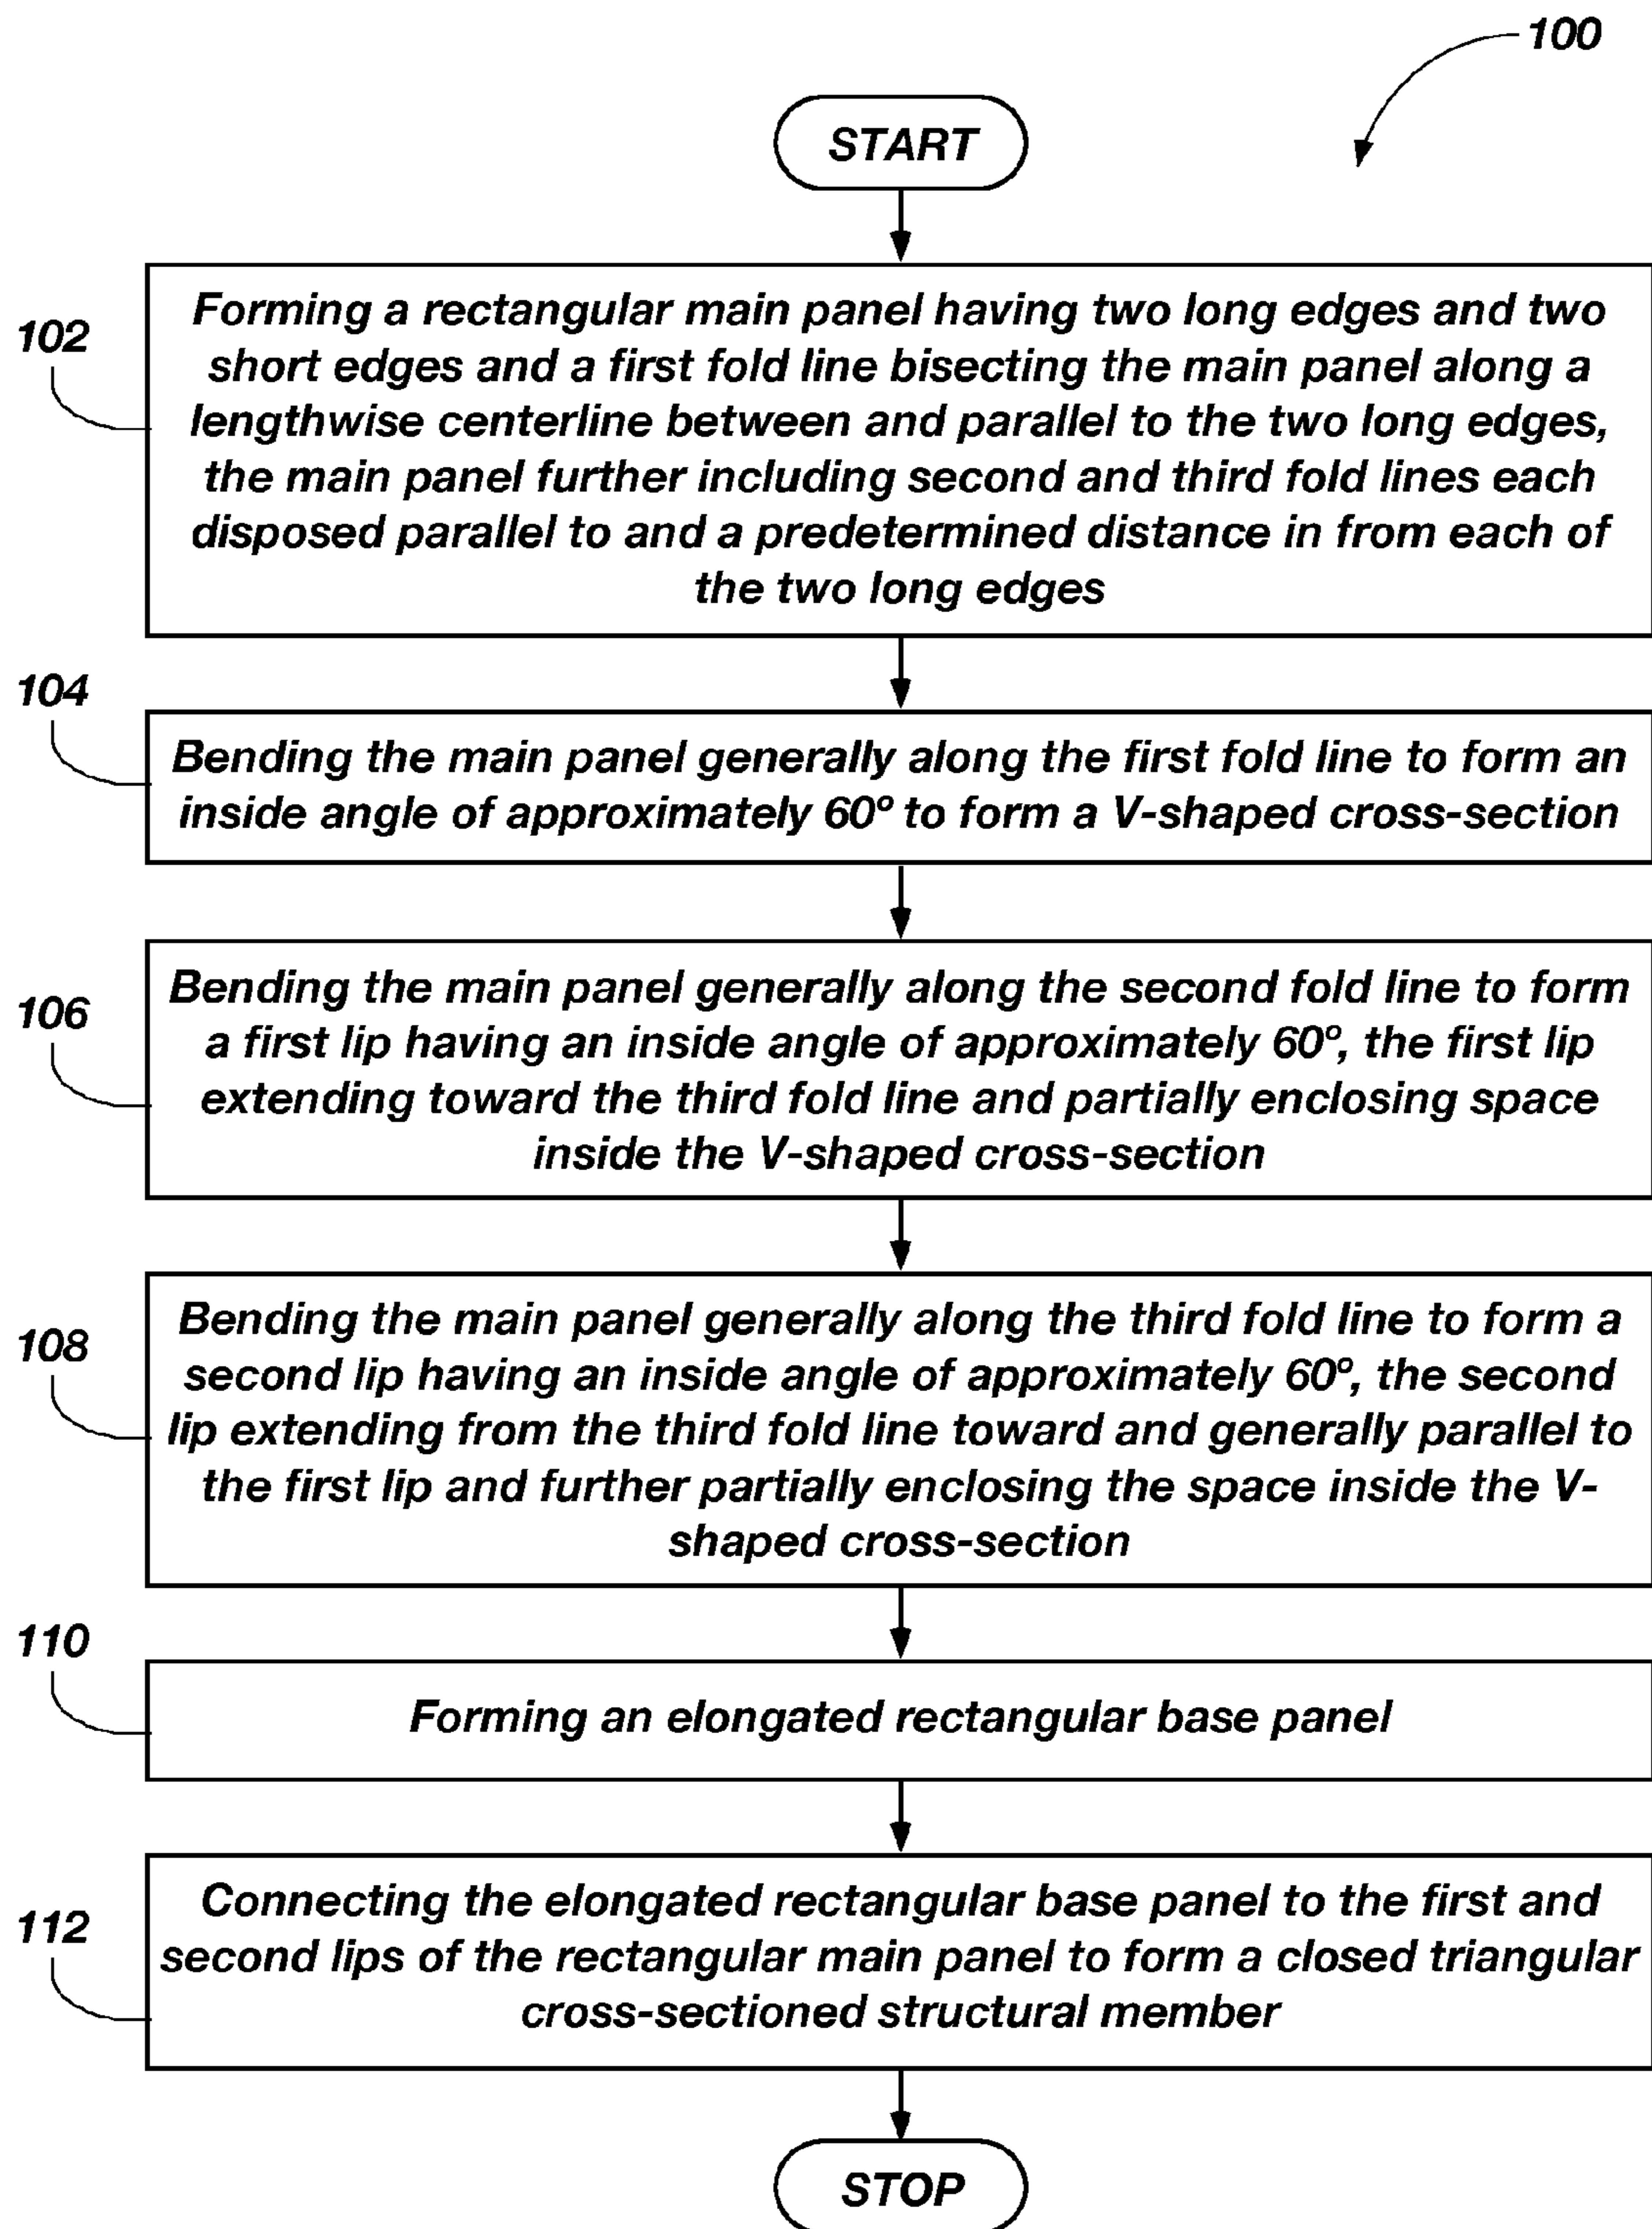 100
START
102
Forming a rectangular main panel having two long edges and two
short edges and a first fold line bisecting the main panel along a
lengthwise centerline between and parallel to the two long edges,
the main panel further including second and third fold lines each
disposed parallel to and a predetermined distance in from each of
the two long edges
104
Bending the main panel generally along the first fold line to form an
inside angle of approximately 60º to form a V-shaped cross-section
106
Bending the main panel generally along the second fold line to form
a first lip having an inside angle of approximately 60º, the first lip
extending toward the third fold line and partially enclosing space
inside the V-shaped cross-section
108
Bending the main panel generally along the third fold line to form a
second lip having an inside angle of approximately 60º, the second
lip extending from the third fold line toward and generally parallel to
the first lip and further partially enclosing the space inside the V-
shaped cross-section
110
Forming an elongated rectangular base panel
112
Connecting the elongated rectangular base panel to the first and
second lips of the rectangular main panel to form a closed triangular
cross-sectioned structural member
STOP